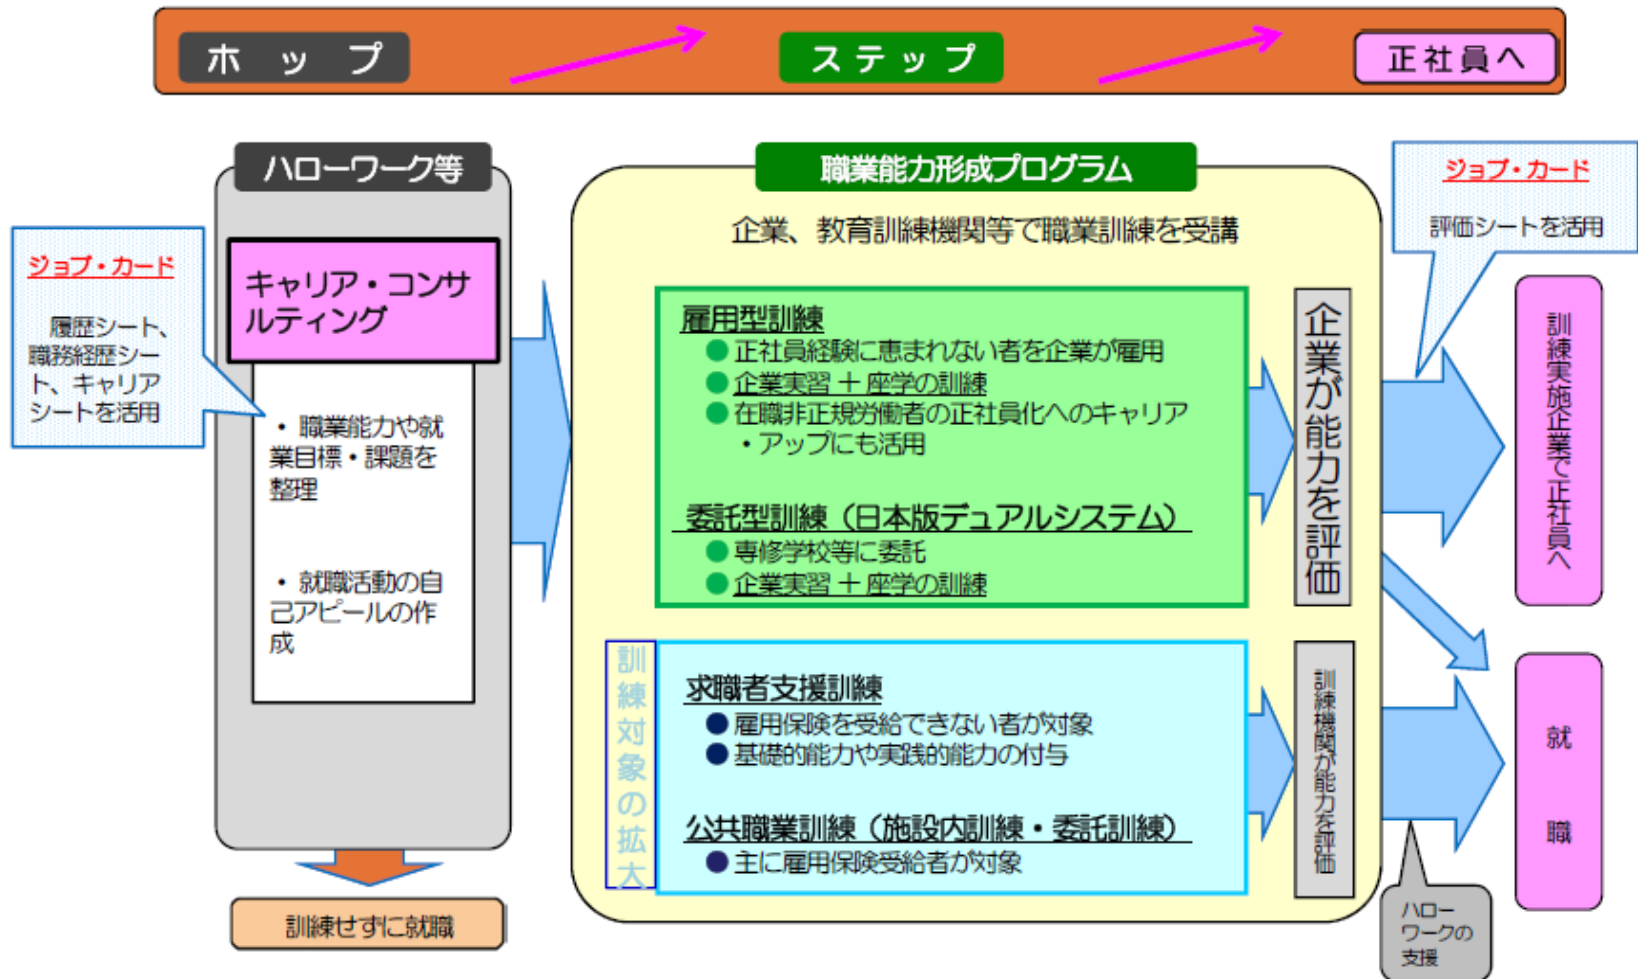 ホップ
ステップ
正社員へ
ハローワーク等
ジョブ・カード
履歴シート、
職務経歴シー
ト、キャリア
シートを活用
キャリア・コンサ
ルティング
・ 職業能力や就
業目標・課題を
整理
・ 就職活動の自
己アピールの作
成
訓練せずに就職
職業能力形成プログラム
企業、教育訓練機関等で職業訓練を受講
雇用型訓練
●正社員経験に恵まれない者を企業が雇用
●企業実習＋座学の訓練
●在職非正規労働者の正社員化へのキャリア
・アップにも活用
委託型訓練（日本版デュアルシステム）
●専修学校等に委託
●企業実習＋座学の訓練
企業が能力を評価
訓練対象の拡大
求職者支援訓練
●雇用保険を受給できない者が対象
●基礎的能力や実践的能力の付与
公共職業訓練（施設内訓練・委託訓練）
●主に雇用保険受給者が対象
訓練機関が能力を評価
ジョブ・カード
評価シートを活用
訓練実施企業で正社員へ
就職
ハロー
ワークの
支援